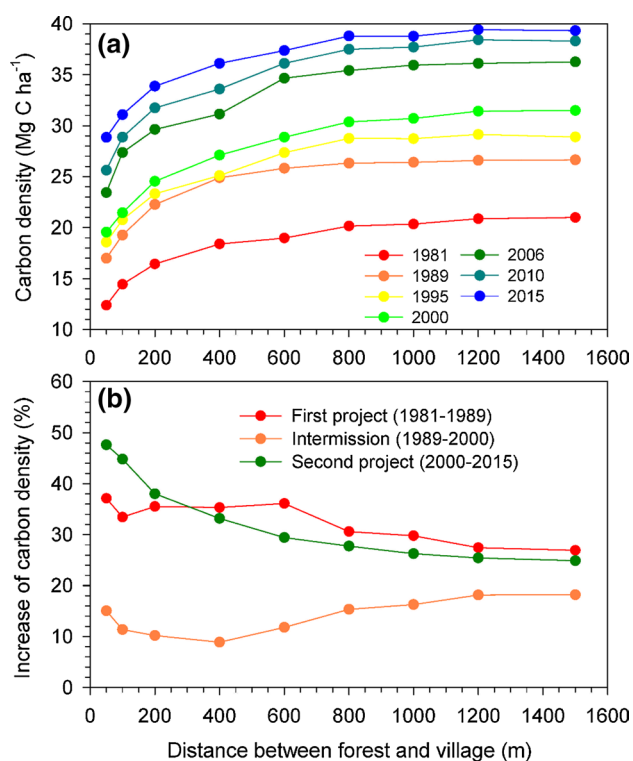 (a)
Carbon density (Mg C ha⁻¹)
40
35
30
25
20
15
10
1981
1989
1995
2000
2006
2010
2015
0 200 400 600 800 1000 1200 1400 1600
(b)
Increase of carbon density (%)
60
50
40
30
20
10
0
First project (1981-1989)
Intermission (1989-2000)
Second project (2000-2015)
0 200 400 600 800 1000 1200 1400 1600
Distance between forest and village (m)